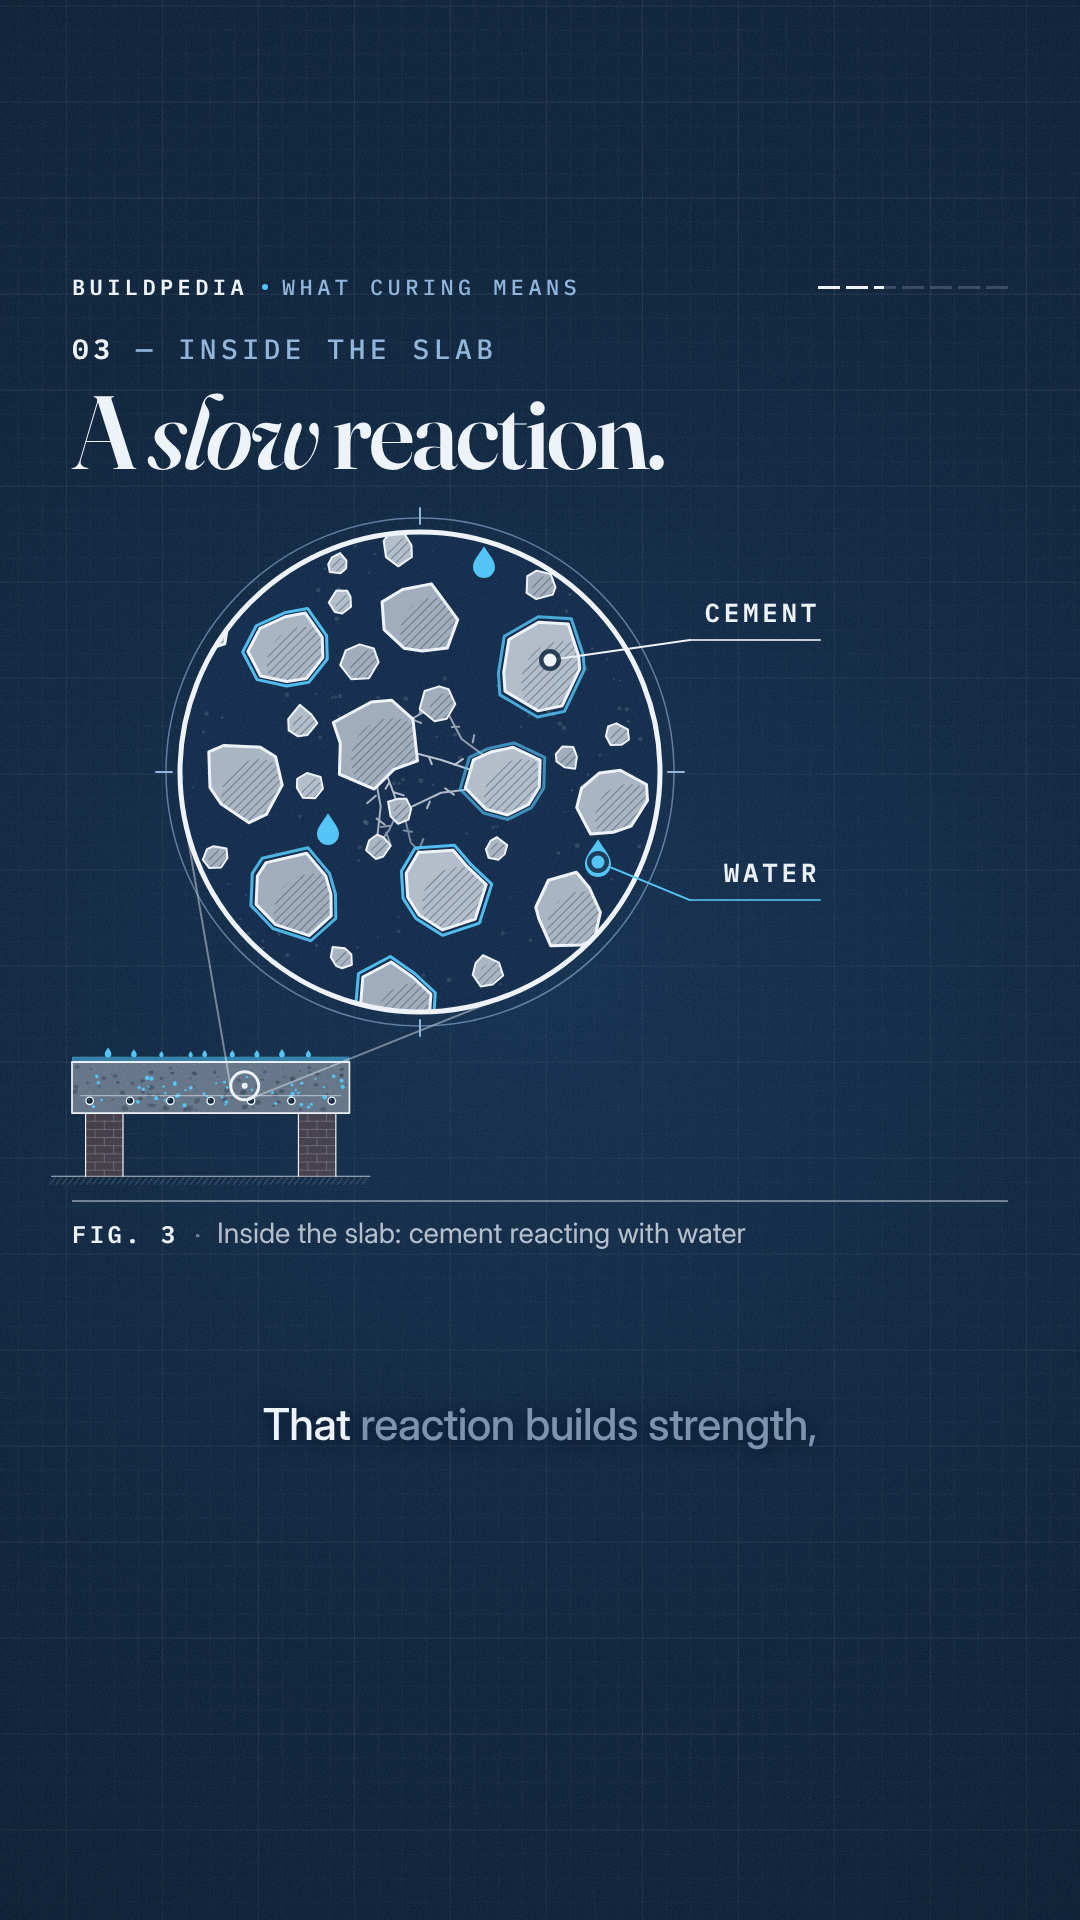 BUILDPEDIA • WHAT CURING MEANS
03 — INSIDE THE SLAB
A slow reaction.
CEMENT
WATER
FIG. 3 · Inside the slab: cement reacting with water
That reaction builds strength,